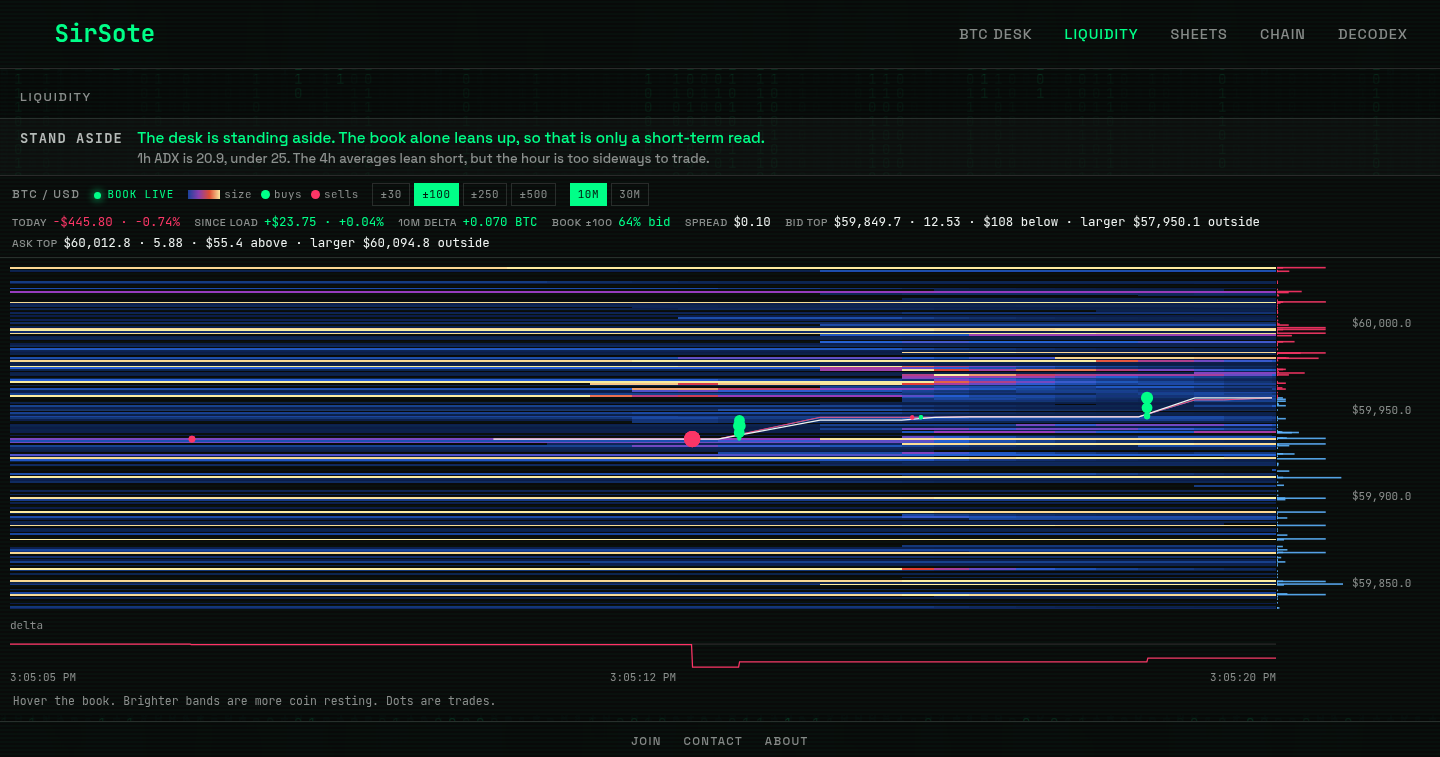 SirSote
BTC DESK LIQUIDITY SHEETS CHAIN DECODEX
LIQUIDITY
STAND ASIDE The desk is standing aside. The book alone leans up, so that is only a short-term read.
1h ADX is 20.9, under 25. The 4h averages lean short, but the hour is too sideways to trade.
BTC / USD BOOK LIVE size buys sells ±30 ±100 ±250 ±500 10M 30M
TODAY -$445.80 · -0.74% SINCE LOAD +$23.75 · +0.04% 10M DELTA +0.070 BTC BOOK ±100 64% bid SPREAD $0.10 BID TOP $59,849.7 · 12.53 · $108 below · larger $57,950.1 outside
ASK TOP $60,012.8 · 5.88 · $55.4 above · larger $60,094.8 outside
$60,000.0
$59,950.0
$59,900.0
$59,850.0
delta
3:05:05 PM 3:05:12 PM 3:05:20 PM
Hover the book. Brighter bands are more coin resting. Dots are trades.
JOIN CONTACT ABOUT